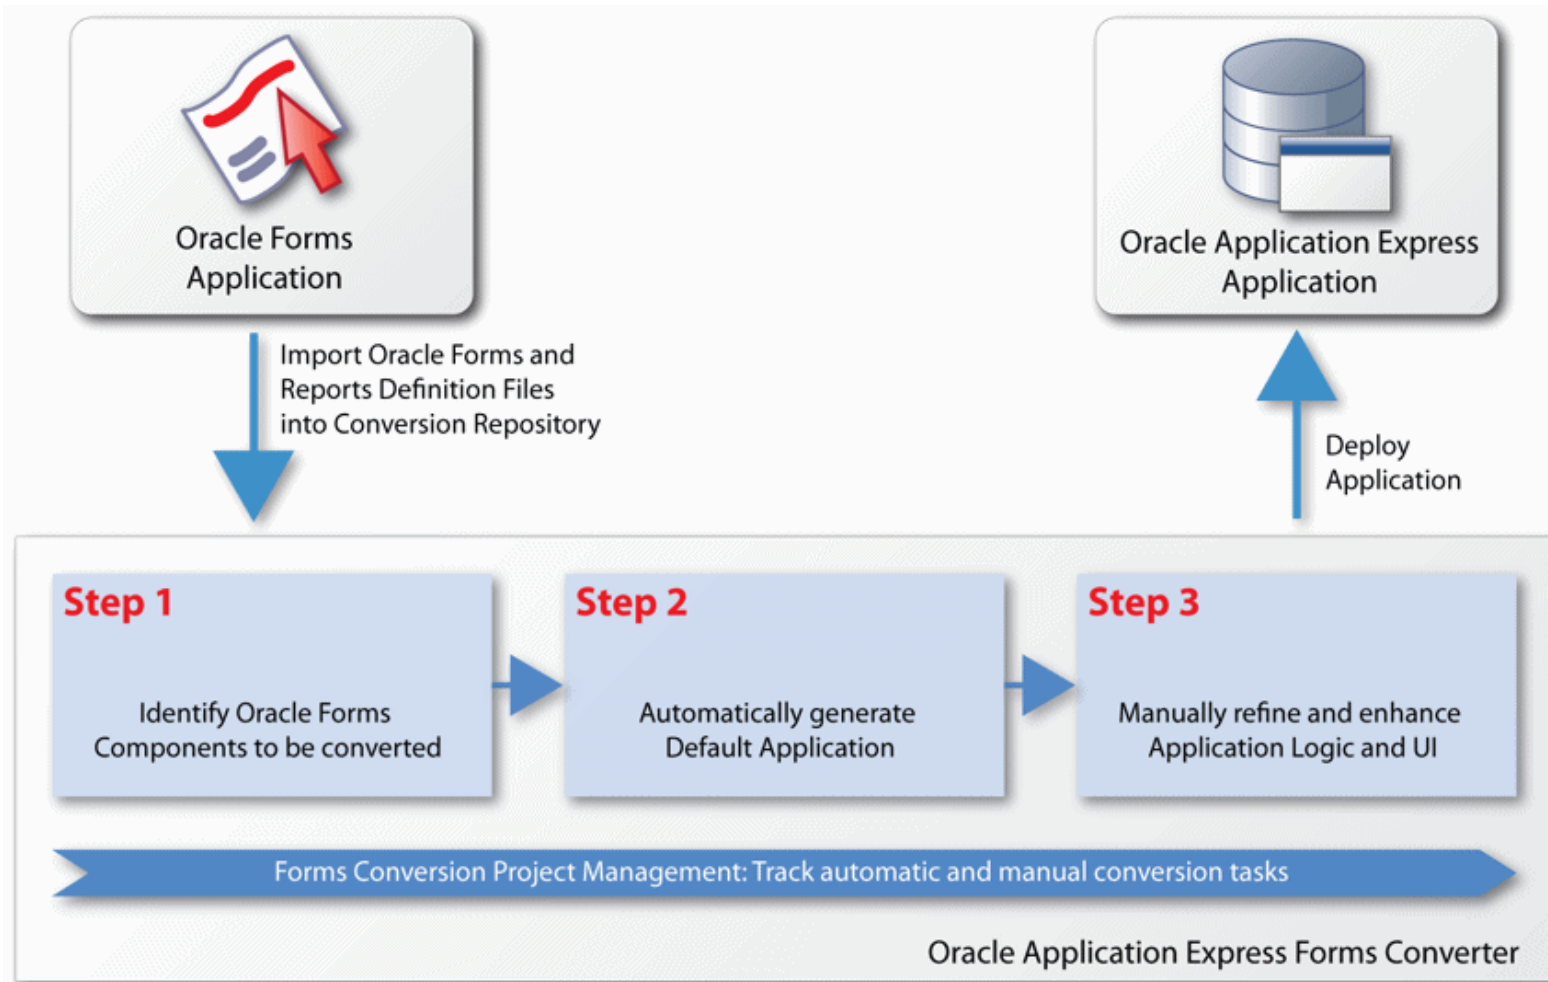 Oracle Forms
Application
Oracle Application Express
Application
Import Oracle Forms and
Reports Definition Files
into Conversion Repository
Deploy
Application
Step 1
Identify Oracle Forms
Components to be converted
Step 2
Automatically generate
Default Application
Step 3
Manually refine and enhance
Application Logic and UI
Forms Conversion Project Management: Track automatic and manual conversion tasks
Oracle Application Express Forms Converter